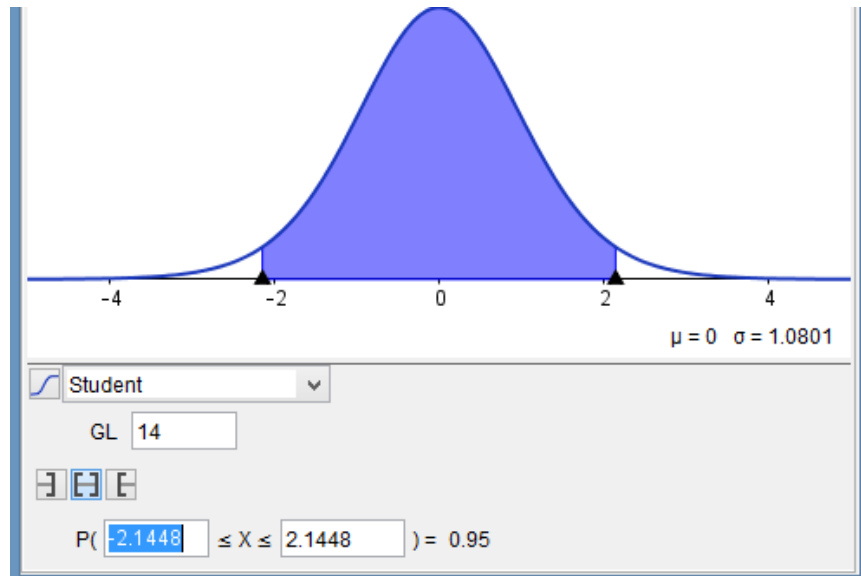 -4 -2 0 2 4
μ = 0 σ = 1.0801
Student
GL 14
P( -2.1448 ≤ X ≤ 2.1448 ) = 0.95